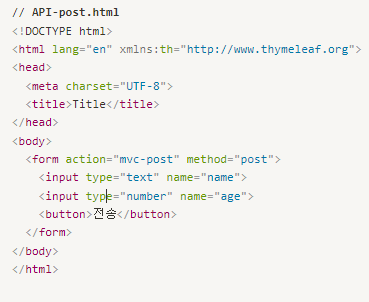 // API-post.html
<!DOCTYPE html>
<html lang="en" xmlns:th="http://www.thymeleaf.org">
<head>
  <meta charset="UTF-8">
  <title>Title</title>
</head>
<body>
  <form action="mvc-post" method="post">
    <input type="text" name="name">
    <input type="number" name="age">
    <button>전송</button>
  </form>
</body>
</html>